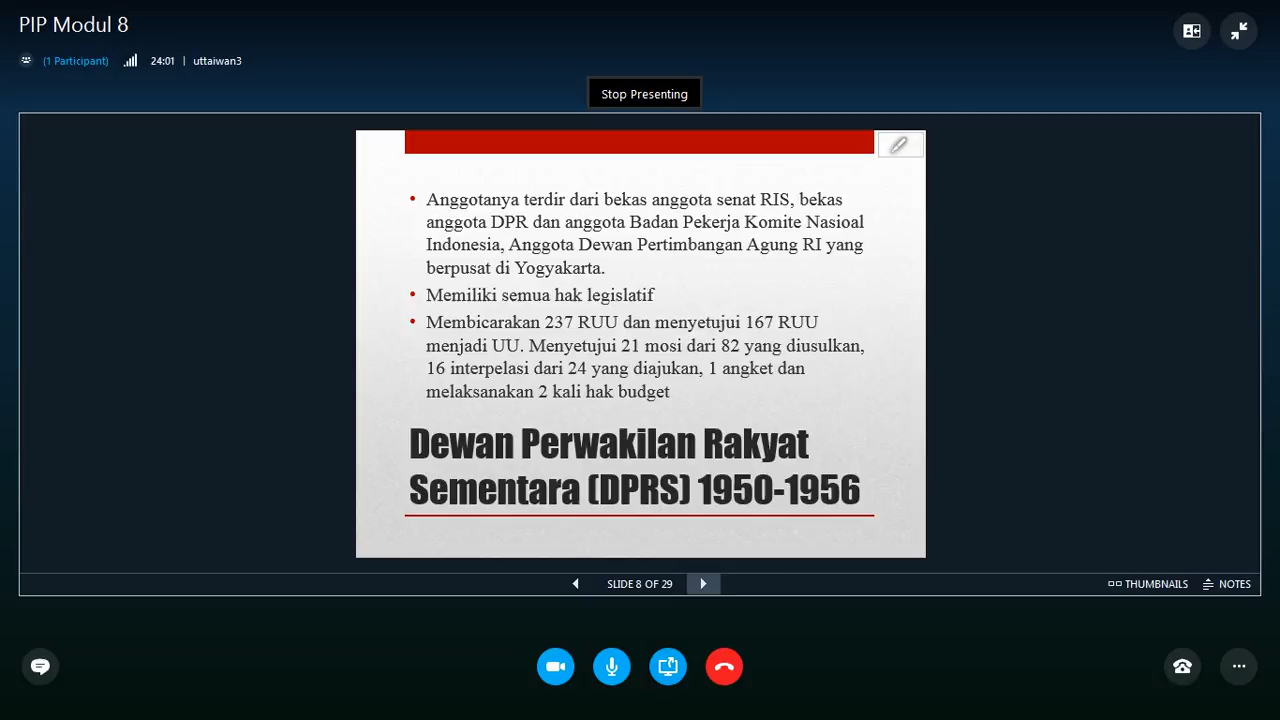 PIP Modul 8
(1 Participant) 24:01 | uttaiwan3
Stop Presenting
• Anggotanya terdir dari bekas anggota senat RIS, bekas
anggota DPR dan anggota Badan Pekerja Komite Nasioal
Indonesia, Anggota Dewan Pertimbangan Agung RI yang
berpusat di Yogyakarta.
• Memiliki semua hak legislatif
• Membicarakan 237 RUU dan menyetujui 167 RUU
menjadi UU. Menyetujui 21 mosi dari 82 yang diusulkan,
16 interpelasi dari 24 yang diajukan, 1 angket dan
melaksanakan 2 kali hak budget
Dewan Perwakilan Rakyat
Sementara (DPRS) 1950-1956
SLIDE 8 OF 29
THUMBNAILS NOTES